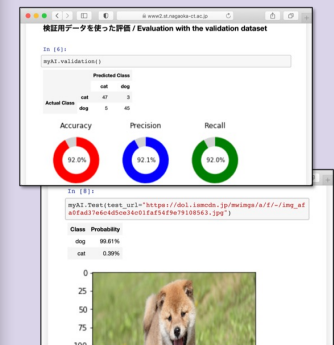 www2.st.nagaoka-ct.ac.jp
検証用データを使った評価 / Evaluation with the validation dataset
In [6]:
myAI.validation()
Predicted Class
cat dog
Actual Class
cat 47 3
dog 5 45
Accuracy Precision Recall
92.0% 92.1% 92.0%
In [8]:
myAI.Test(test_url="https://dol.ismcdn.jp/mwimgs/a/f/-/img_af
a0fad37e6c4d5ce34c01faf54f9e79108563.jpg")
Class Probability
dog 99.61%
cat 0.39%
0
25
50
75
100